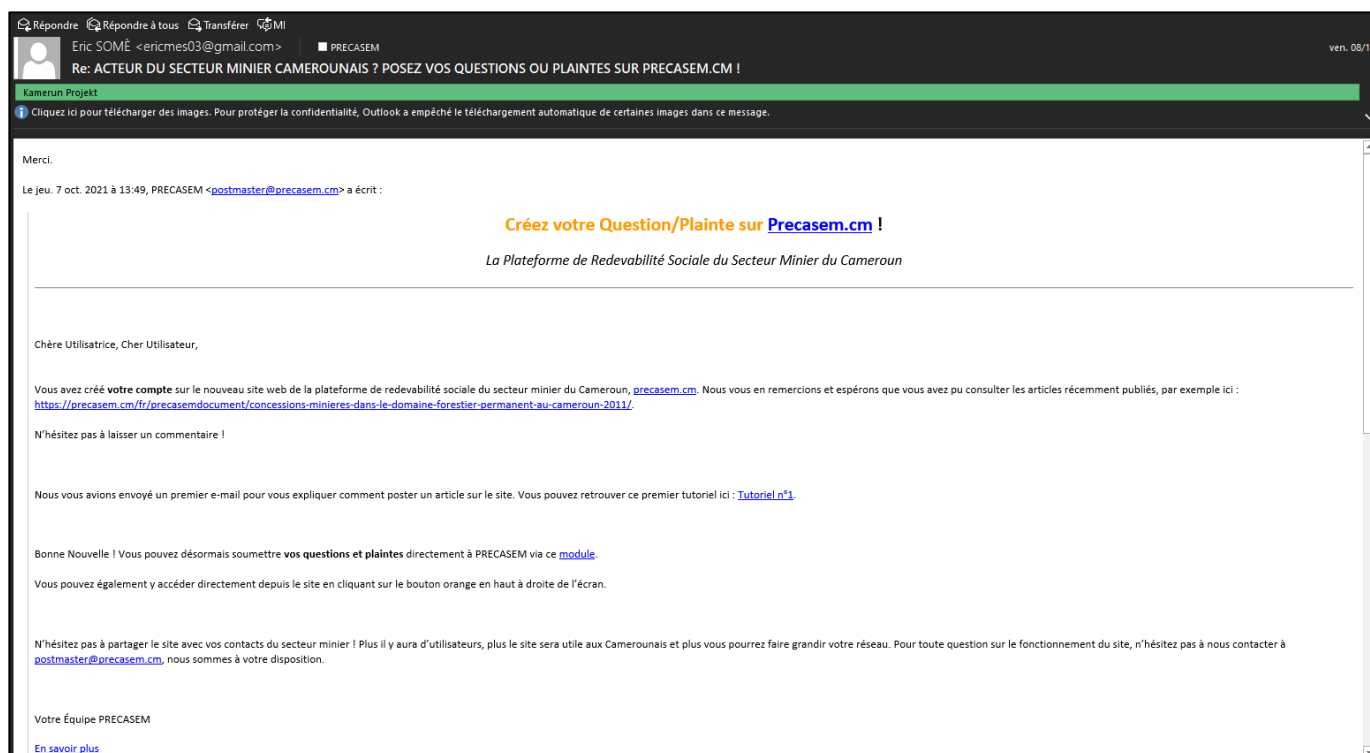 Répondre Répondre à tous Transférer MI
Eric SOMÈ <ericmes03@gmail.com> PRECASEM ven. 08/1
Re: ACTEUR DU SECTEUR MINIER CAMEROUNAIS ? POSEZ VOS QUESTIONS OU PLAINTES SUR PRECASEM.CM !
Kamerun Projekt
Cliquez ici pour télécharger des images. Pour protéger la confidentialité, Outlook a empêché le téléchargement automatique de certaines images dans ce message.
Merci.
Le jeu. 7 oct. 2021 à 13:49, PRECASEM <postmaster@precasem.cm> a écrit :
Créez votre Question/Plainte sur Precasem.cm !
La Plateforme de Redevabilité Sociale du Secteur Minier du Cameroun
Chère Utilisatrice, Cher Utilisateur,
Vous avez créé votre compte sur le nouveau site web de la plateforme de redevabilité sociale du secteur minier du Cameroun, precasem.cm. Nous vous en remercions et espérons que vous avez pu consulter les articles récemment publiés, par exemple ici :
https://precasem.cm/fr/precasemdocument/concessions-minieres-dans-le-domaine-forestier-permanent-au-cameroun-2011/.
N'hésitez pas à laisser un commentaire !
Nous vous avions envoyé un premier e-mail pour vous expliquer comment poster un article sur le site. Vous pouvez retrouver ce premier tutoriel ici : Tutoriel n°1.
Bonne Nouvelle ! Vous pouvez désormais soumettre vos questions et plaintes directement à PRECASEM via ce module.
Vous pouvez également y accéder directement depuis le site en cliquant sur le bouton orange en haut à droite de l'écran.
N'hésitez pas à partager le site avec vos contacts du secteur minier ! Plus il y aura d'utilisateurs, plus le site sera utile aux Camerounais et plus vous pourrez faire grandir votre réseau. Pour toute question sur le fonctionnement du site, n'hésitez pas à nous contacter à
postmaster@precasem.cm, nous sommes à votre disposition.
Votre Équipe PRECASEM
En savoir plus